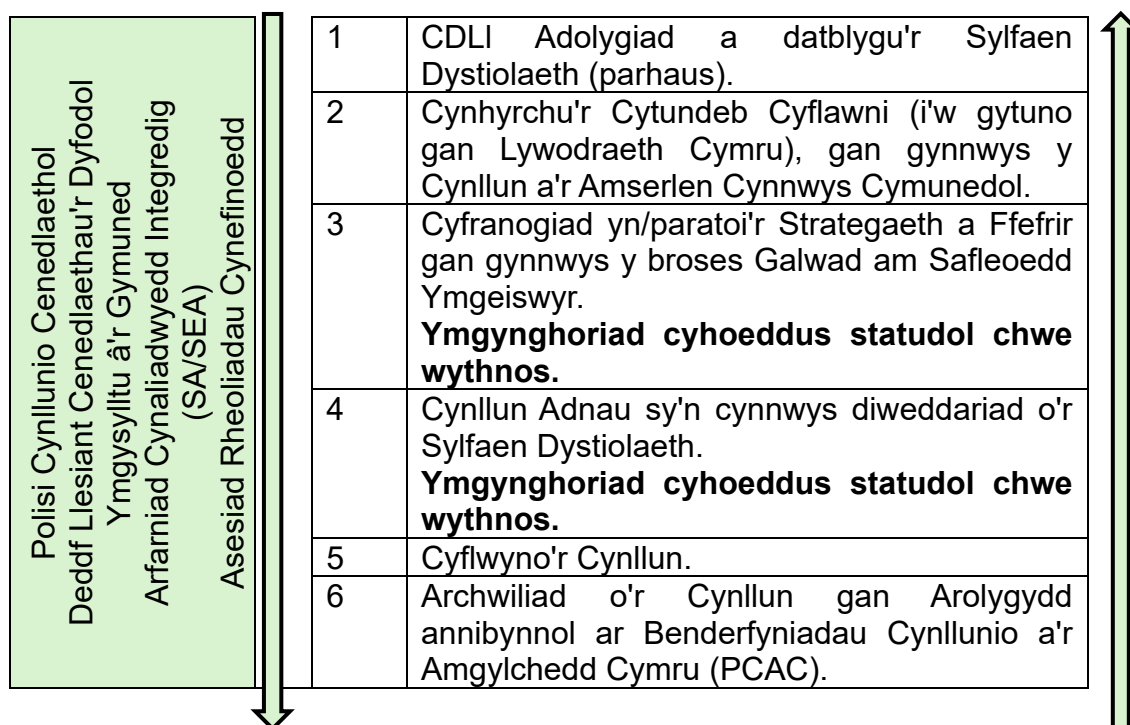 Polisi Cynllunio Cenedlaethol
Deddf Llesiant Cenedlaethau'r Dyfodol
Ymgysylltu â'r Gymuned
Arfarniad Cynaliadwyedd Integredig
(SA/SEA)
Asesiad Rheoliadau Cynefinoedd
1 CDLl Adolygiad a datblygu'r Sylfaen
Dystiolaeth (parhaus).
2 Cynhyrchu'r Cytundeb Cyflawni (i'w gytuno
gan Lywodraeth Cymru), gan gynnwys y
Cynllun a'r Amserlen Cynnwys Cymunedol.
3 Cyfranogiad yn/paratoi'r Strategaeth a Ffefrir
gan gynnwys y broses Galwad am Safleoedd
Ymgeiswyr.
Ymgynghoriad cyhoeddus statudol chwe
wythnos.
4 Cynllun Adnau sy'n cynnwys diweddariad o'r
Sylfaen Dystiolaeth.
Ymgynghoriad cyhoeddus statudol chwe
wythnos.
5 Cyflwyno'r Cynllun.
6 Archwiliad o'r Cynllun gan Arolygydd
annibynnol ar Benderfyniadau Cynllunio a'r
Amgylchedd Cymru (PCAC).